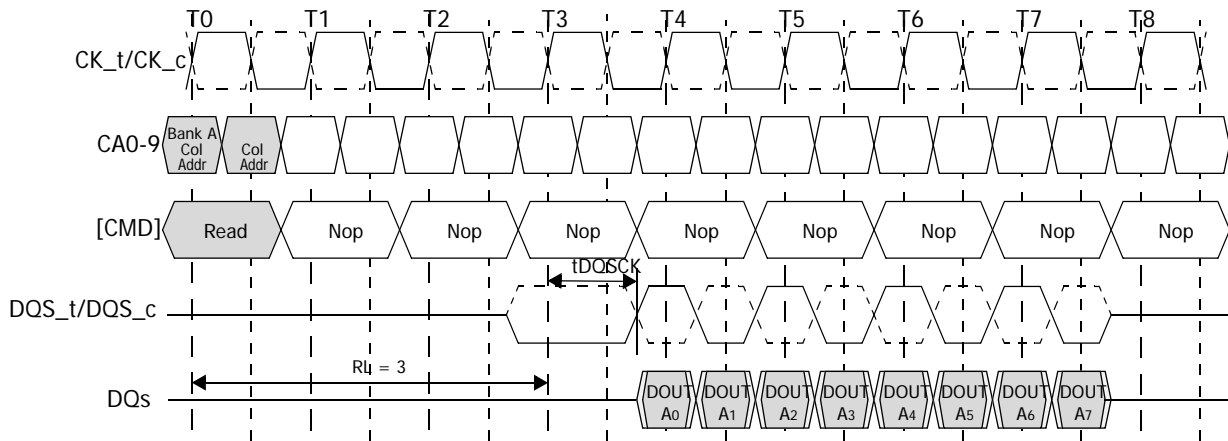 T0 T1 T2 T3 T4 T5 T6 T7 T8
CK_t/CK_c
CA0-9
Bank A
Col
Addr
Col
Addr
[CMD]
Read Nop Nop Nop Nop Nop Nop Nop Nop
tDQSCK
DQS_t/DQS_c
RL = 3
DQs
DOUT DOUT DOUT DOUT DOUT DOUT DOUT DOUT
A0 A1 A2 A3 A4 A5 A6 A7